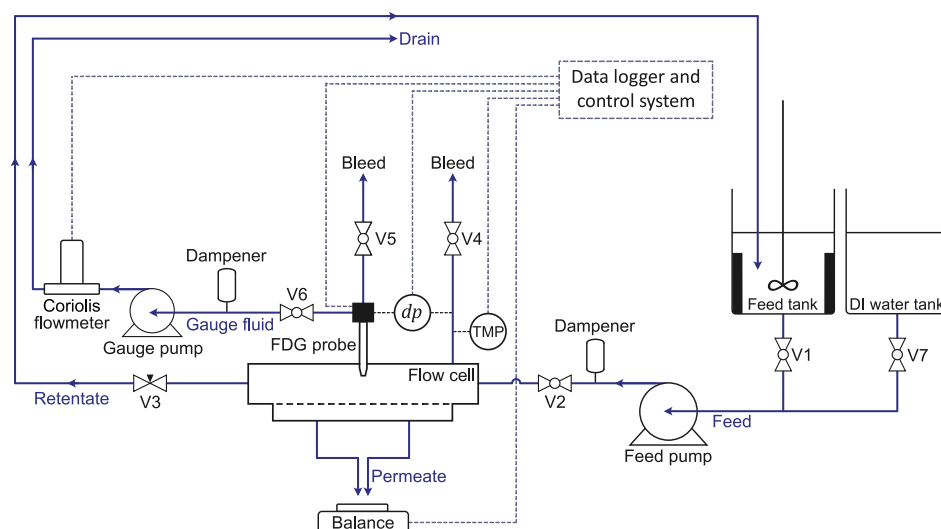 Drain
Data logger and
control system
Bleed
Bleed
V5
V4
Dampener
V6
Coriolis
flowmeter
Gauge fluid
Gauge pump
dp
TMP
FDG probe
Flow cell
Dampener
Feed tank
DI water tank
V1
V7
Retentate
V3
V2
Feed
Feed pump
Permeate
Balance